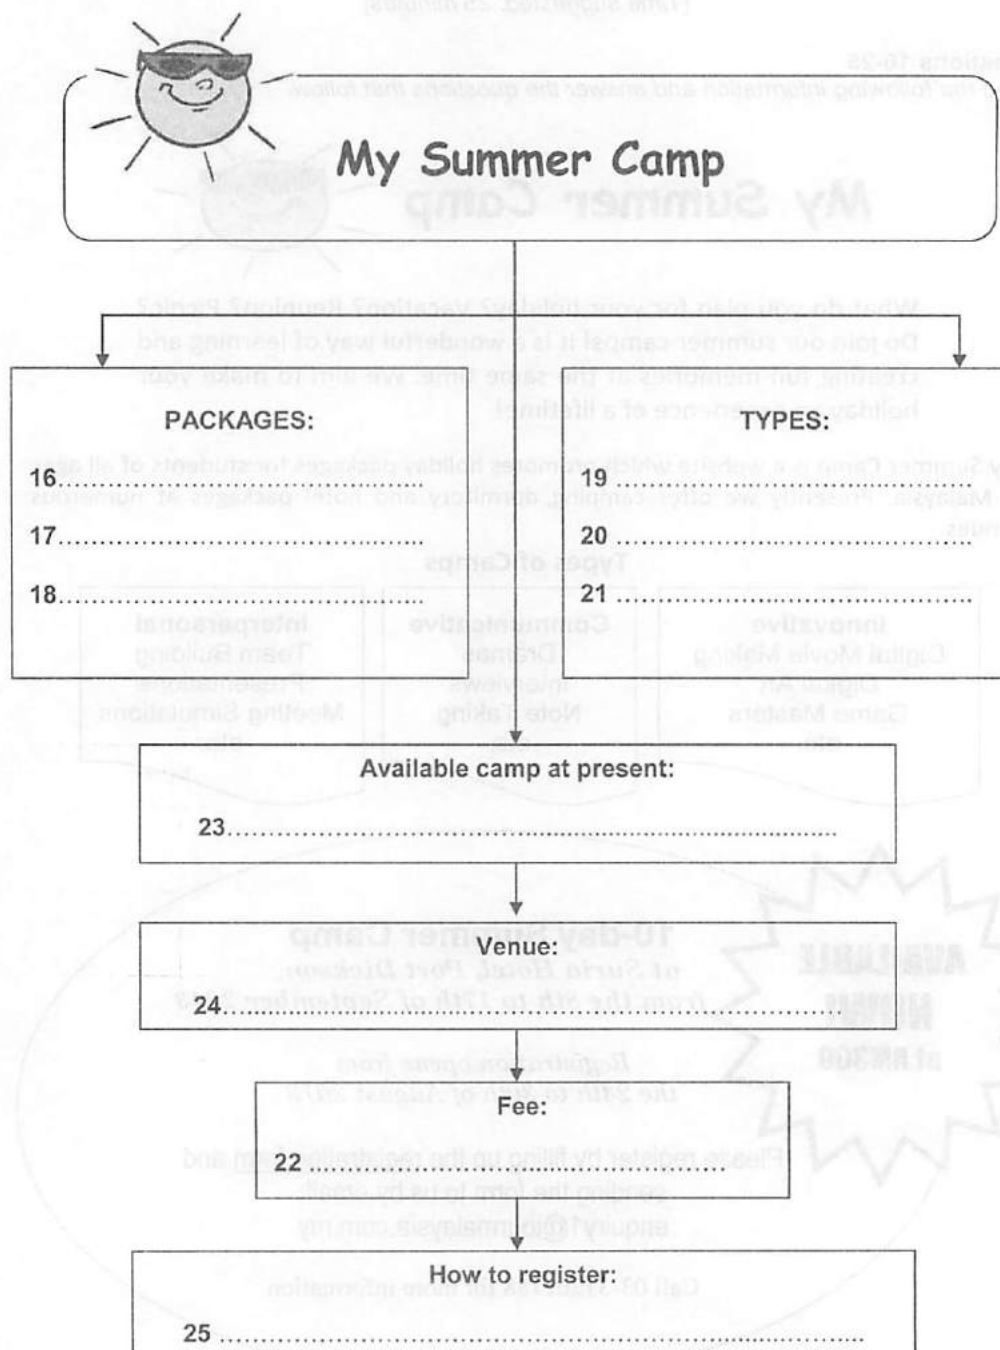 My Summer Camp
PACKAGES:
16
17
18
TYPES:
19
20
21
Available camp at present:
23
Venue:
24
Fee:
22
How to register:
25